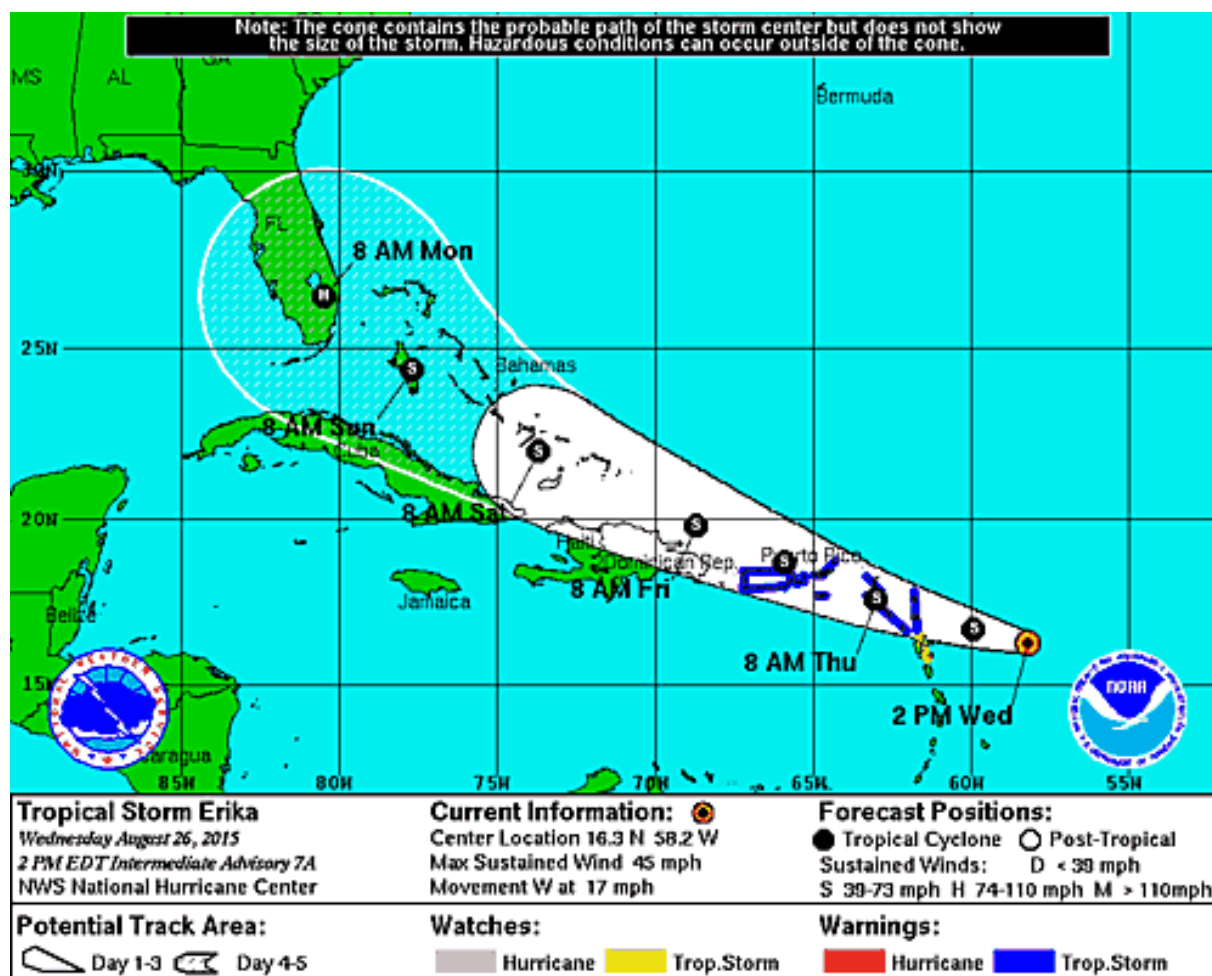 Note: The cone contains the probable path of the storm center but does not show
the size of the storm. Hazardous conditions can occur outside of the cone.
MS
AL
GA
Bermuda
30N
FL
8 AM Mon
25N
Bahamas
8 AM Sun
Cuba
8 AM Sat
20N
Haiti
Dominican Rep.
Puerto Rico
8 AM Fri
Jamaica
Belize
8 AM Thu
15N
NOAA
2 PM Wed
aragua
85W 80W 75W 70W 65W 60W 55W
H
S
S
S
S
S
S
Tropical Storm Erika
Wednesday August 26, 2015
2 PM EDT Intermediate Advisory 7A
NWS National Hurricane Center
Current Information:
Center Location 16.3 N 58.2 W
Max Sustained Wind 45 mph
Movement W at 17 mph
Forecast Positions:
Tropical Cyclone Post-Tropical
Sustained Winds: D < 39 mph
S 39-73 mph H 74-110 mph M > 110mph
Potential Track Area:
Day 1-3 Day 4-5
Watches:
Hurricane Trop.Storm
Warnings:
Hurricane Trop.Storm